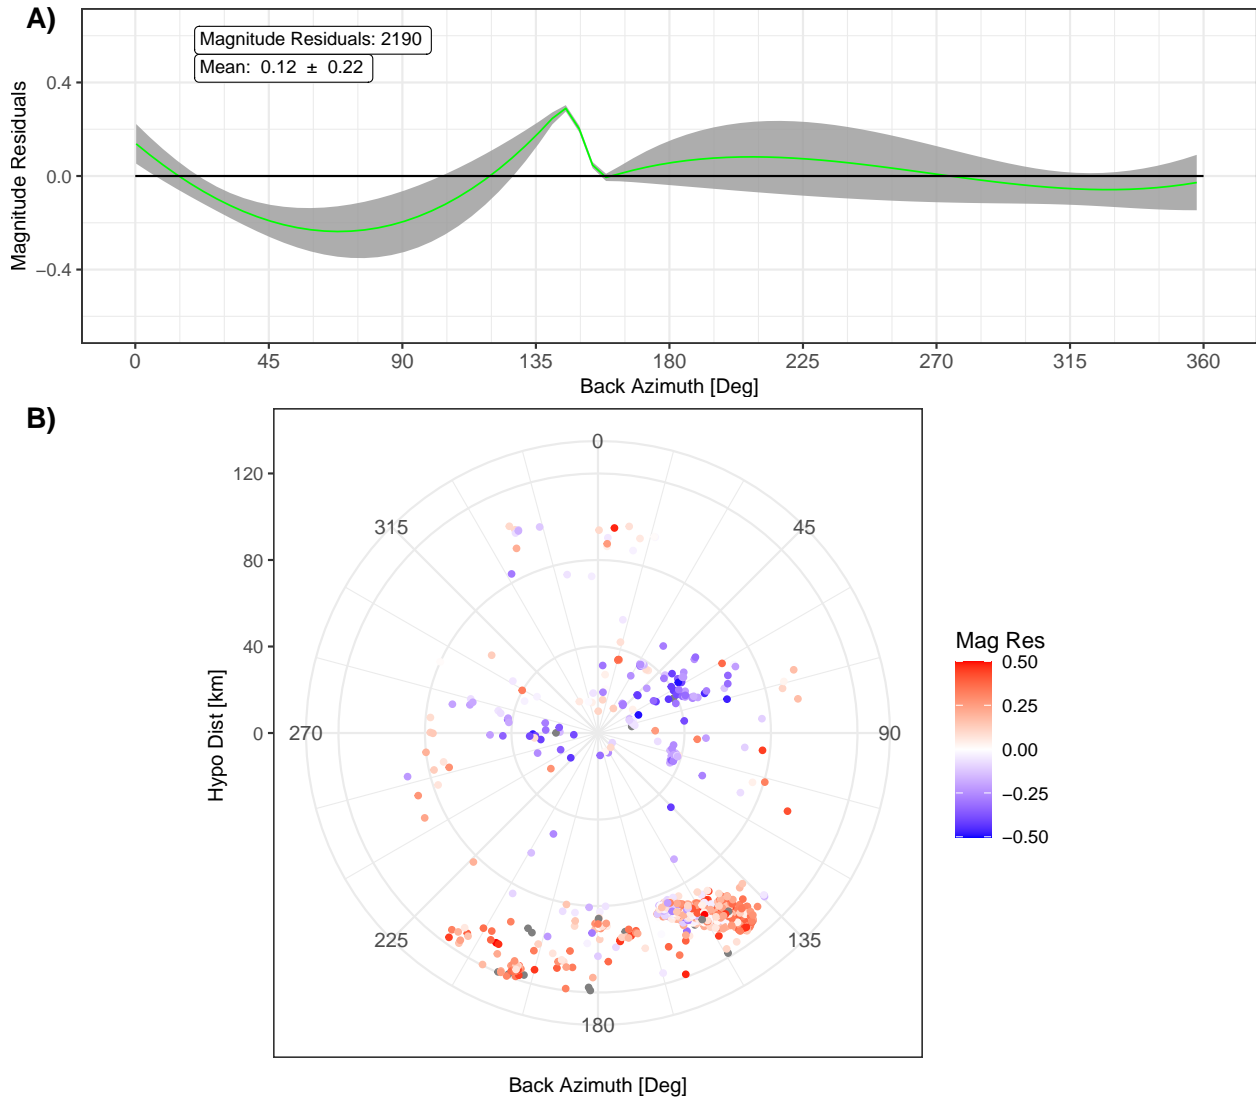 A)
Magnitude Residuals: 2190
Mean:  0.12  ±  0.22
Magnitude Residuals
0.4
0.0
−0.4
0 45 90 135 180 225 270 315 360
Back Azimuth [Deg]
B)
Hypo Dist [km]
120
80
40
0
0
45
90
135
180
225
270
315
Back Azimuth [Deg]
Mag Res
0.50
0.25
0.00
−0.25
−0.50